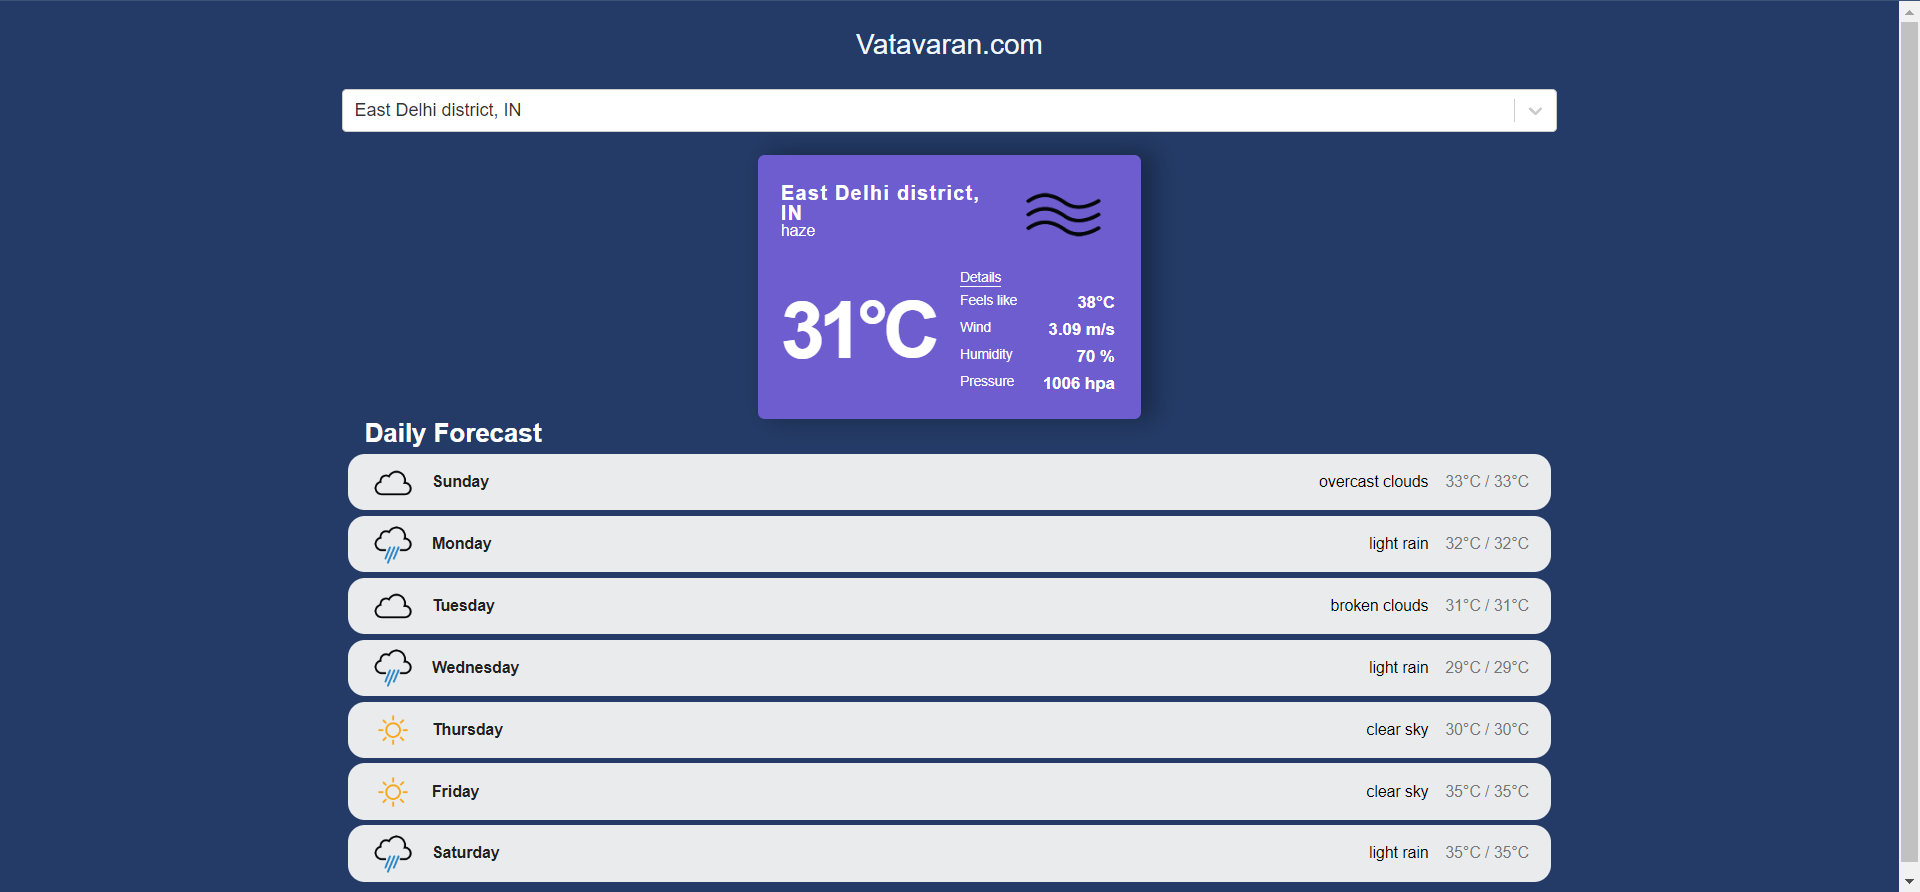 Vatavaran.com
East Delhi district, IN
East Delhi district,
IN
haze
31°C
Details
Feels like 38°C
Wind 3.09 m/s
Humidity 70 %
Pressure 1006 hpa
Daily Forecast
Sunday overcast clouds 33°C / 33°C
Monday light rain 32°C / 32°C
Tuesday broken clouds 31°C / 31°C
Wednesday light rain 29°C / 29°C
Thursday clear sky 30°C / 30°C
Friday clear sky 35°C / 35°C
Saturday light rain 35°C / 35°C